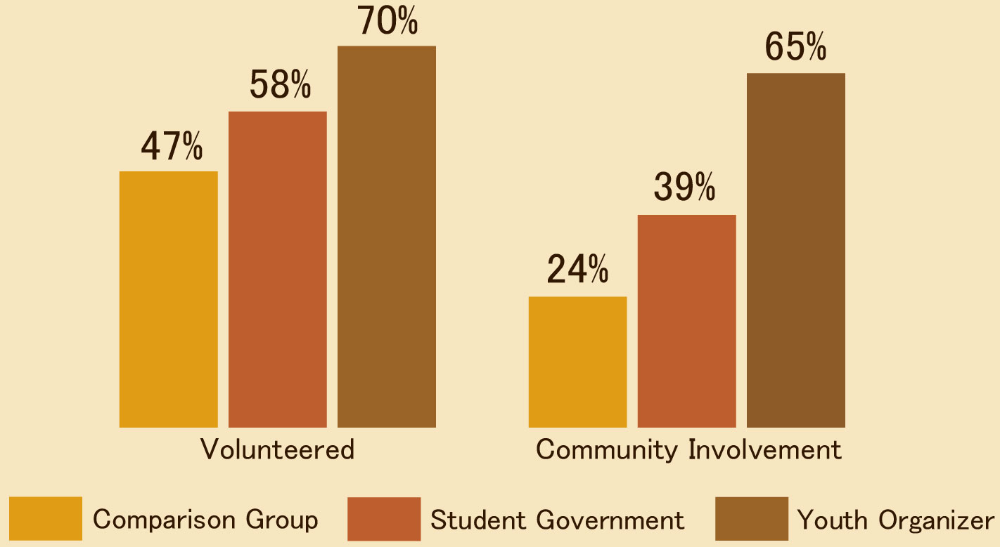 70%
58%
47%
65%
39%
24%
Volunteered
Community Involvement
Comparison Group
Student Government
Youth Organizer